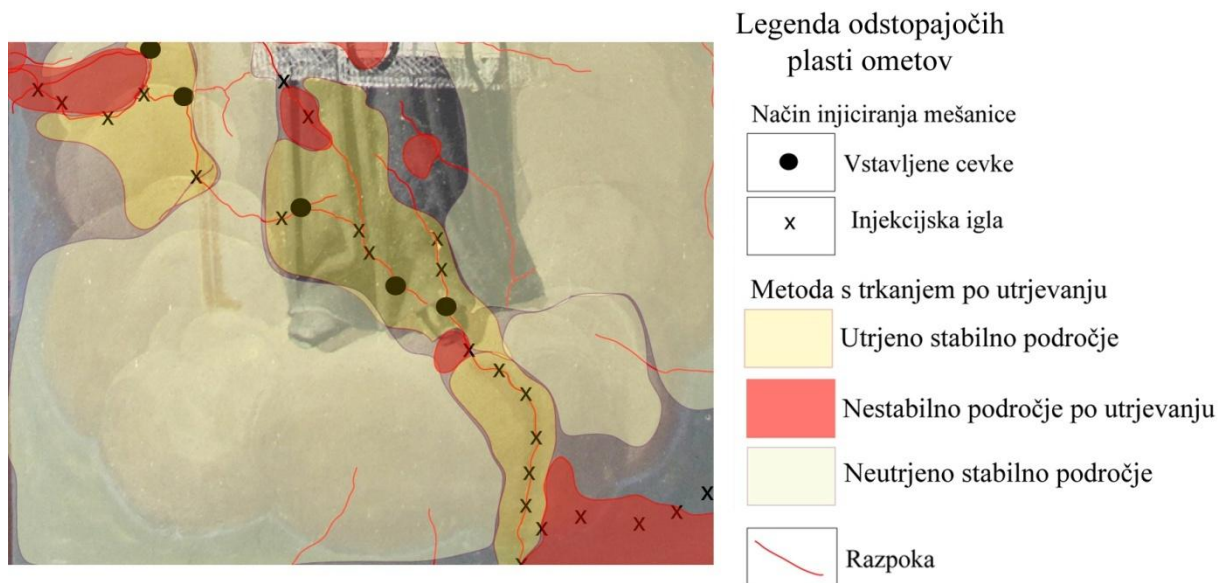 Legenda odstopajočih
plasti ometov
Način injiciranja mešanice
Vstavljene cevke
x Injekcijska igla
Metoda s trkanjem po utrjevanju
Utrjeno stabilno področje
Nestabilno področje po utrjevanju
Neutrjeno stabilno področje
Razpoka